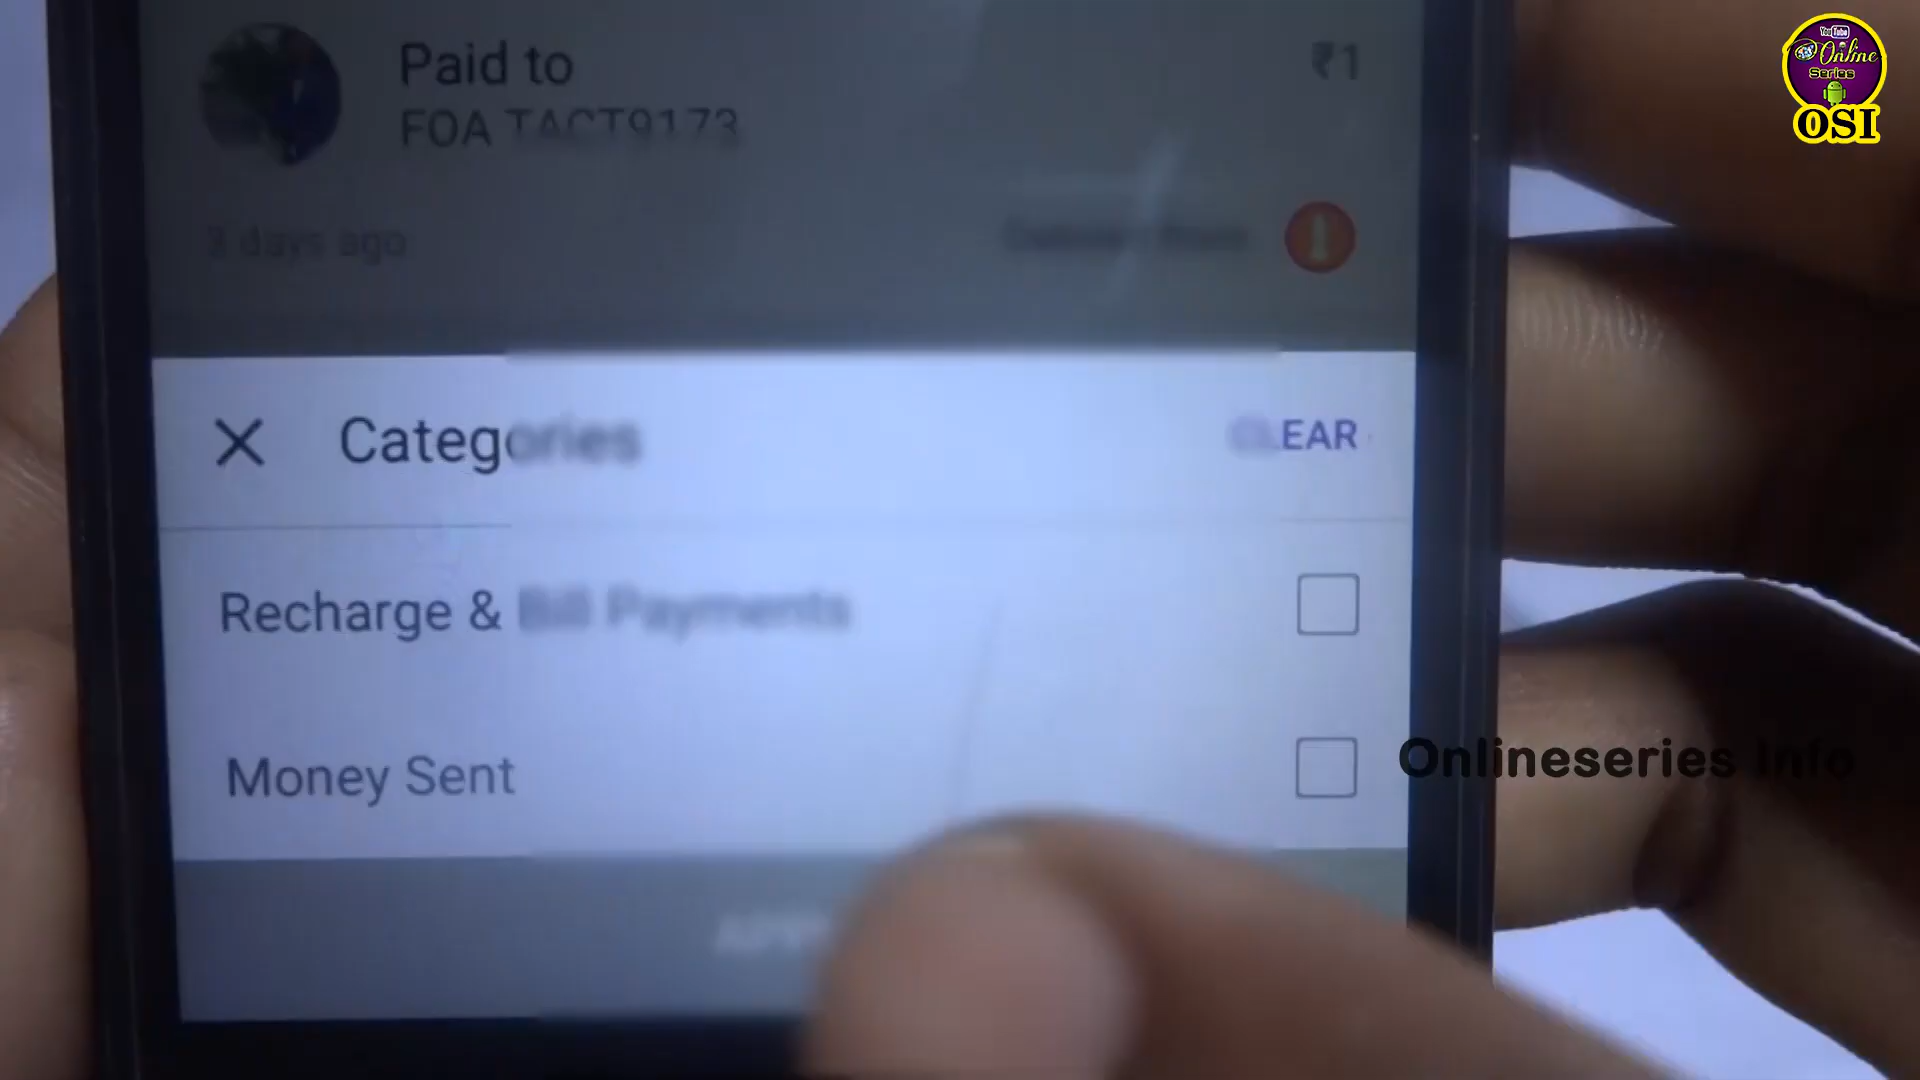 Paid to
₹1
FOA TACT9173
3 days ago
Categories
CLEAR
Recharge & Bill Payments
Money Sent
YouTube
Online
Series
OSI
Onlineseries Info